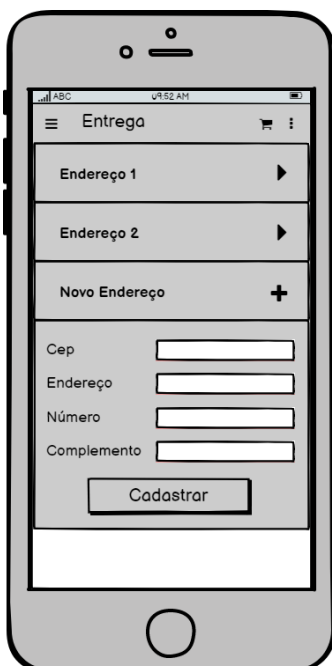 ABC 09:52 AM
Entrega
Endereço 1
Endereço 2
Novo Endereço
Cep
Endereço
Número
Complemento
Cadastrar